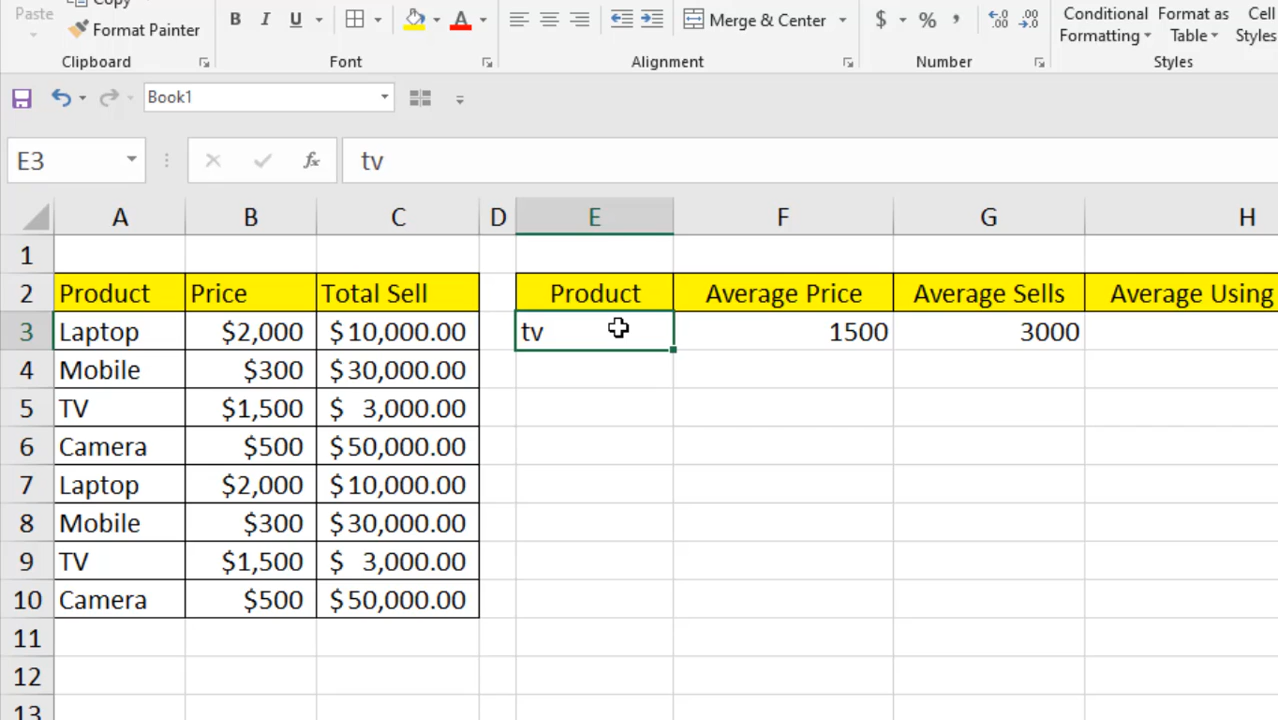 Paste
Copy
Format Painter
B I U
A
Merge & Center
$ % ,
.00 .00
Conditional Formatting
Format as Table
Cell Styles
Clipboard
Font
Alignment
Number
Styles
Book1
E3
fx
tv
A B C D E F G H
1
2 Product Price Total Sell Product Average Price Average Sells Average Using
3 Laptop $2,000 $10,000.00 tv 1500 3000
4 Mobile $300 $30,000.00
5 TV $1,500 $ 3,000.00
6 Camera $500 $50,000.00
7 Laptop $2,000 $10,000.00
8 Mobile $300 $30,000.00
9 TV $1,500 $ 3,000.00
10 Camera $500 $50,000.00
11
12
13